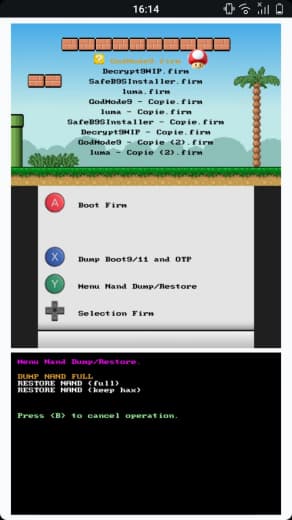 16:14
GodMode9.firm
Decrypt9WIP.firm
SafeB9SInstaller.firm
luma.firm
GodMode9 - Copie.firm
luma - Copie.firm
SafeB9SInstaller - Copie.firm
Decrypt9WIP - Copie.firm
GodMode9 - Copie (2).firm
luma - Copie (2).firm
A Boot Firm
X Dump Boot9/11 and OTP
Y Menu Nand Dump/Restore
Selection Firm
Menu Nand Dump/Restore.
DUMP NAND FULL
RESTORE NAND (full)
RESTORE NAND (keep hax)
Press <B> to cancel operation.